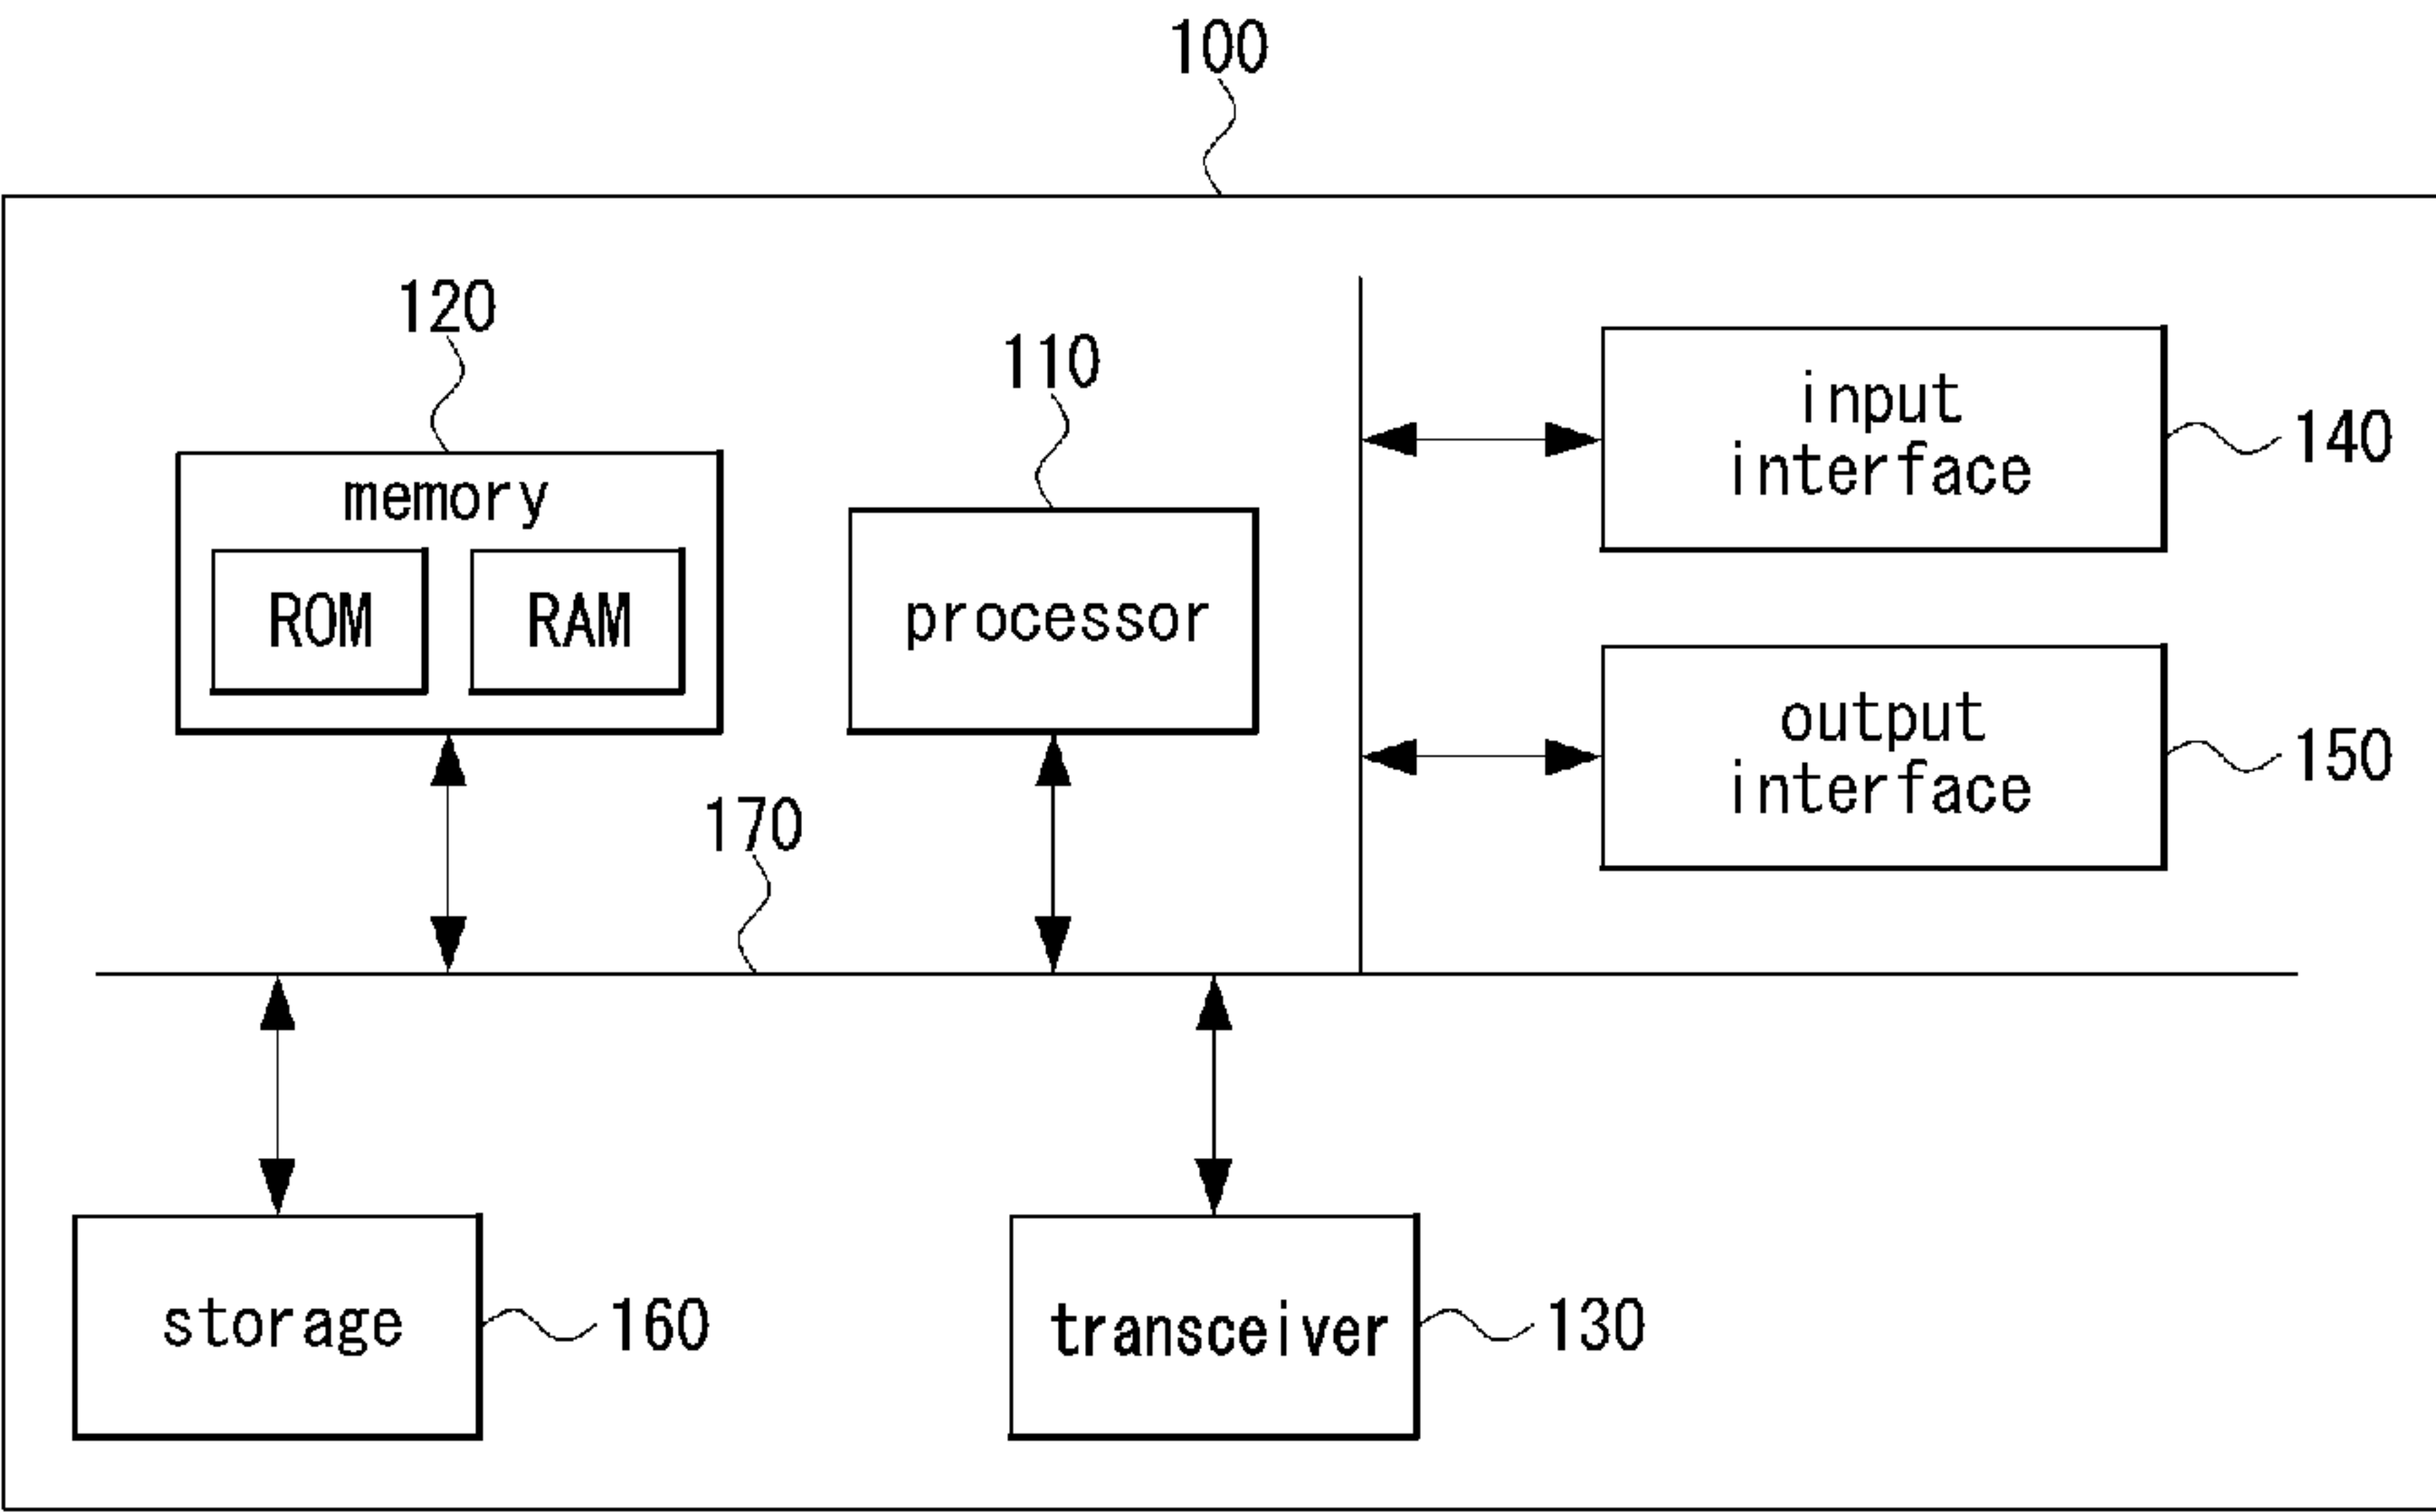 100
120
110
memory
ROM
RAM
processor
input
interface
140
output
interface
150
170
storage
160
transceiver
130